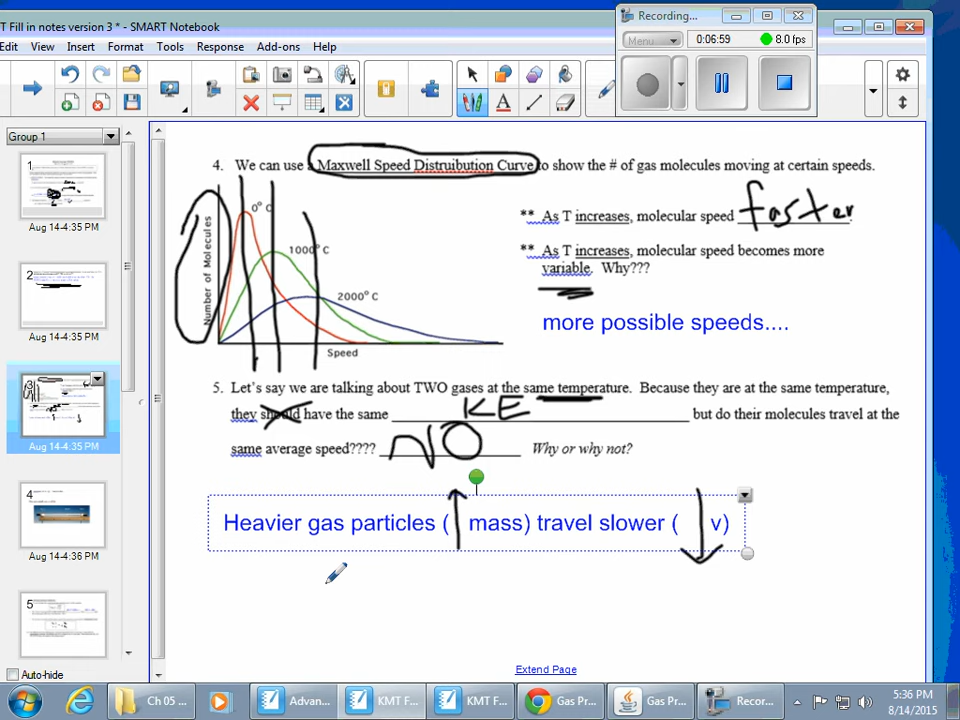 T Fill in notes version 3 * - SMART Notebook
Recording...
Edit View Insert Format Tools Response Add-ons Help
Menu 0:06:59 8.0 fps
Group 1
1
Aug 14-4:35 PM
2
Aug 14-4:35 PM
3
Aug 14-4:35 PM
4
Aug 14-4:36 PM
5
Auto-hide
4. We can use a Maxwell Speed Distruibution Curve to show the # of gas molecules moving at certain speeds.
Number of Molecules
0° C
1000° C
2000° C
Speed
** As T increases, molecular speed faster.
** As T increases, molecular speed becomes more
variable. Why???
more possible speeds....
5. Let's say we are talking about TWO gases at the same temperature. Because they are at the same temperature,
they should have the same KE but do their molecules travel at the
same average speed???? NO Why or why not?
Heavier gas particles (↑ mass) travel slower ( ↓ v)
Extend Page
Ch 05 ... Advan... KMT F... KMT F... Gas Pr... Gas Pr... Recor...
5:36 PM
8/14/2015